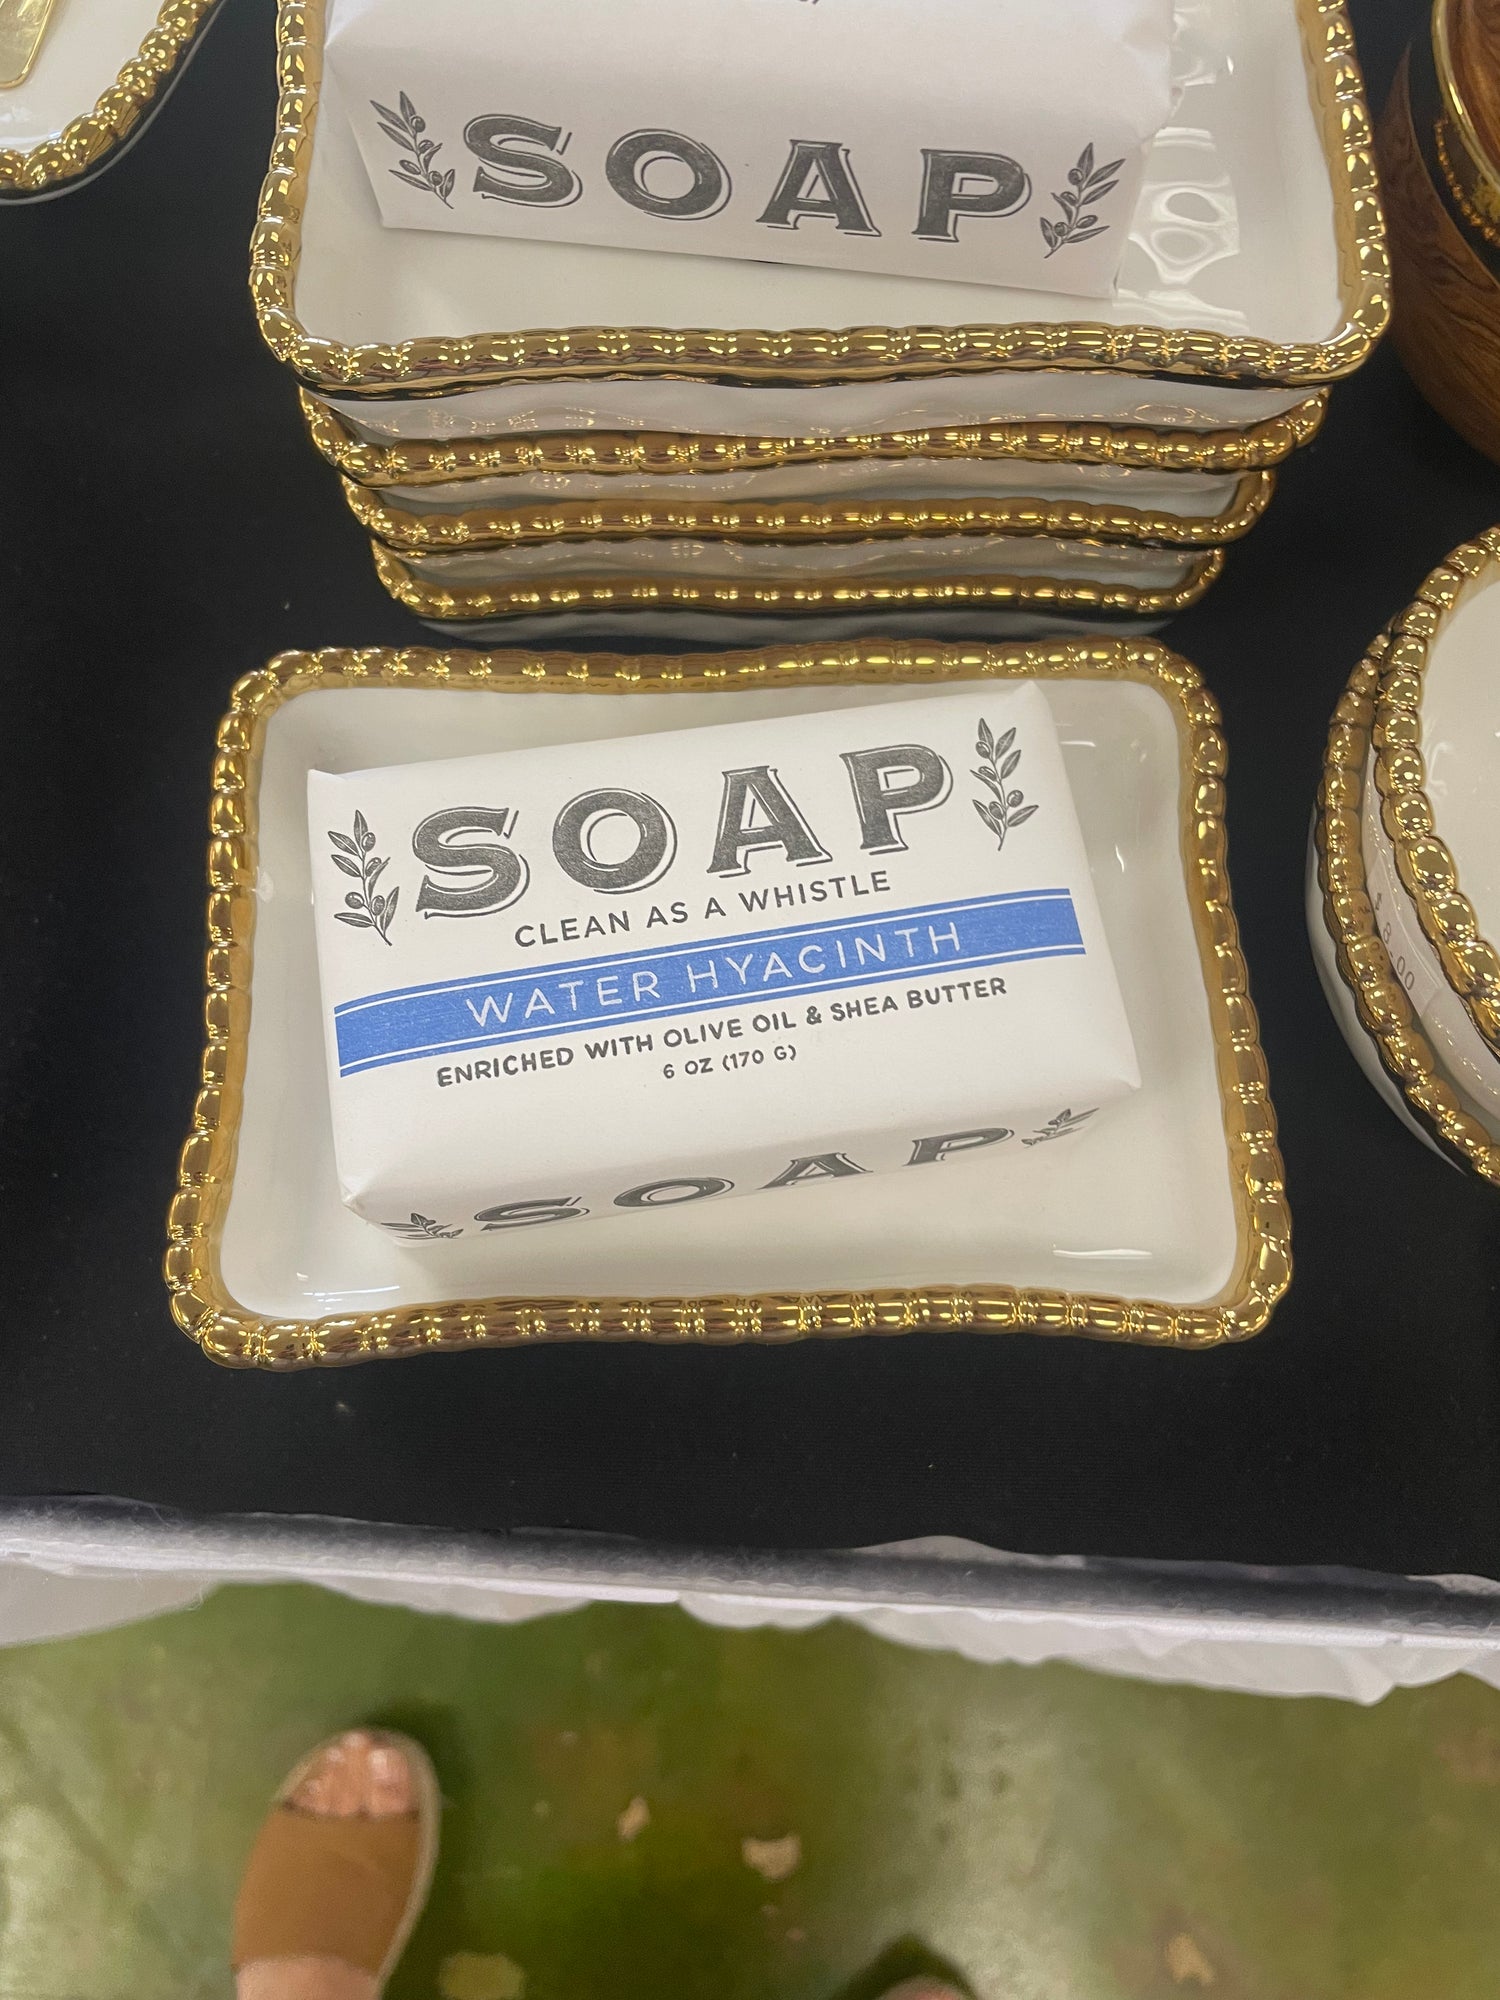 SOAP
SOAP
CLEAN AS A WHISTLE
WATER HYACINTH
ENRICHED WITH OLIVE OIL & SHEA BUTTER
6 OZ (170 G)
SOAP